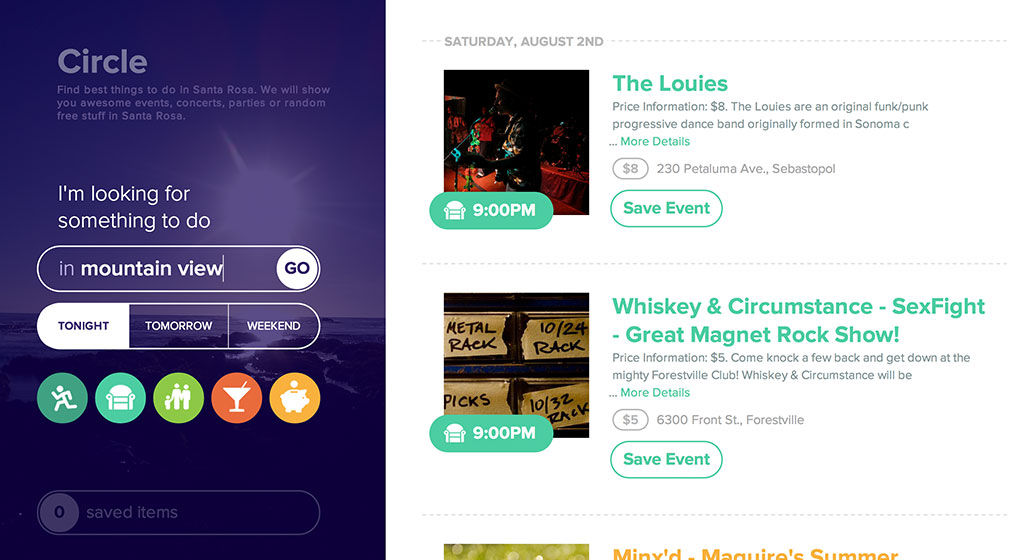 Circle
Find best things to do in Santa Rosa. We will show
you awesome events, concerts, parties or random
free stuff in Santa Rosa.
I'm looking for
something to do
in mountain view
GO
TONIGHT
TOMORROW
WEEKEND
0
saved items
SATURDAY, AUGUST 2ND
The Louies
Price Information: $8. The Louies are an original funk/punk
progressive dance band originally formed in Sonoma c
... More Details
$8
230 Petaluma Ave., Sebastopol
9:00PM
Save Event
METAL
RACK
10/24
RACK
PICKS
10/32
RACK
Whiskey & Circumstance - SexFight
- Great Magnet Rock Show!
Price Information: $5. Come knock a few back and get down at the
mighty Forestville Club! Whiskey & Circumstance will be
... More Details
$5
6300 Front St., Forestville
9:00PM
Save Event
Minx'd - Maguire's Summer